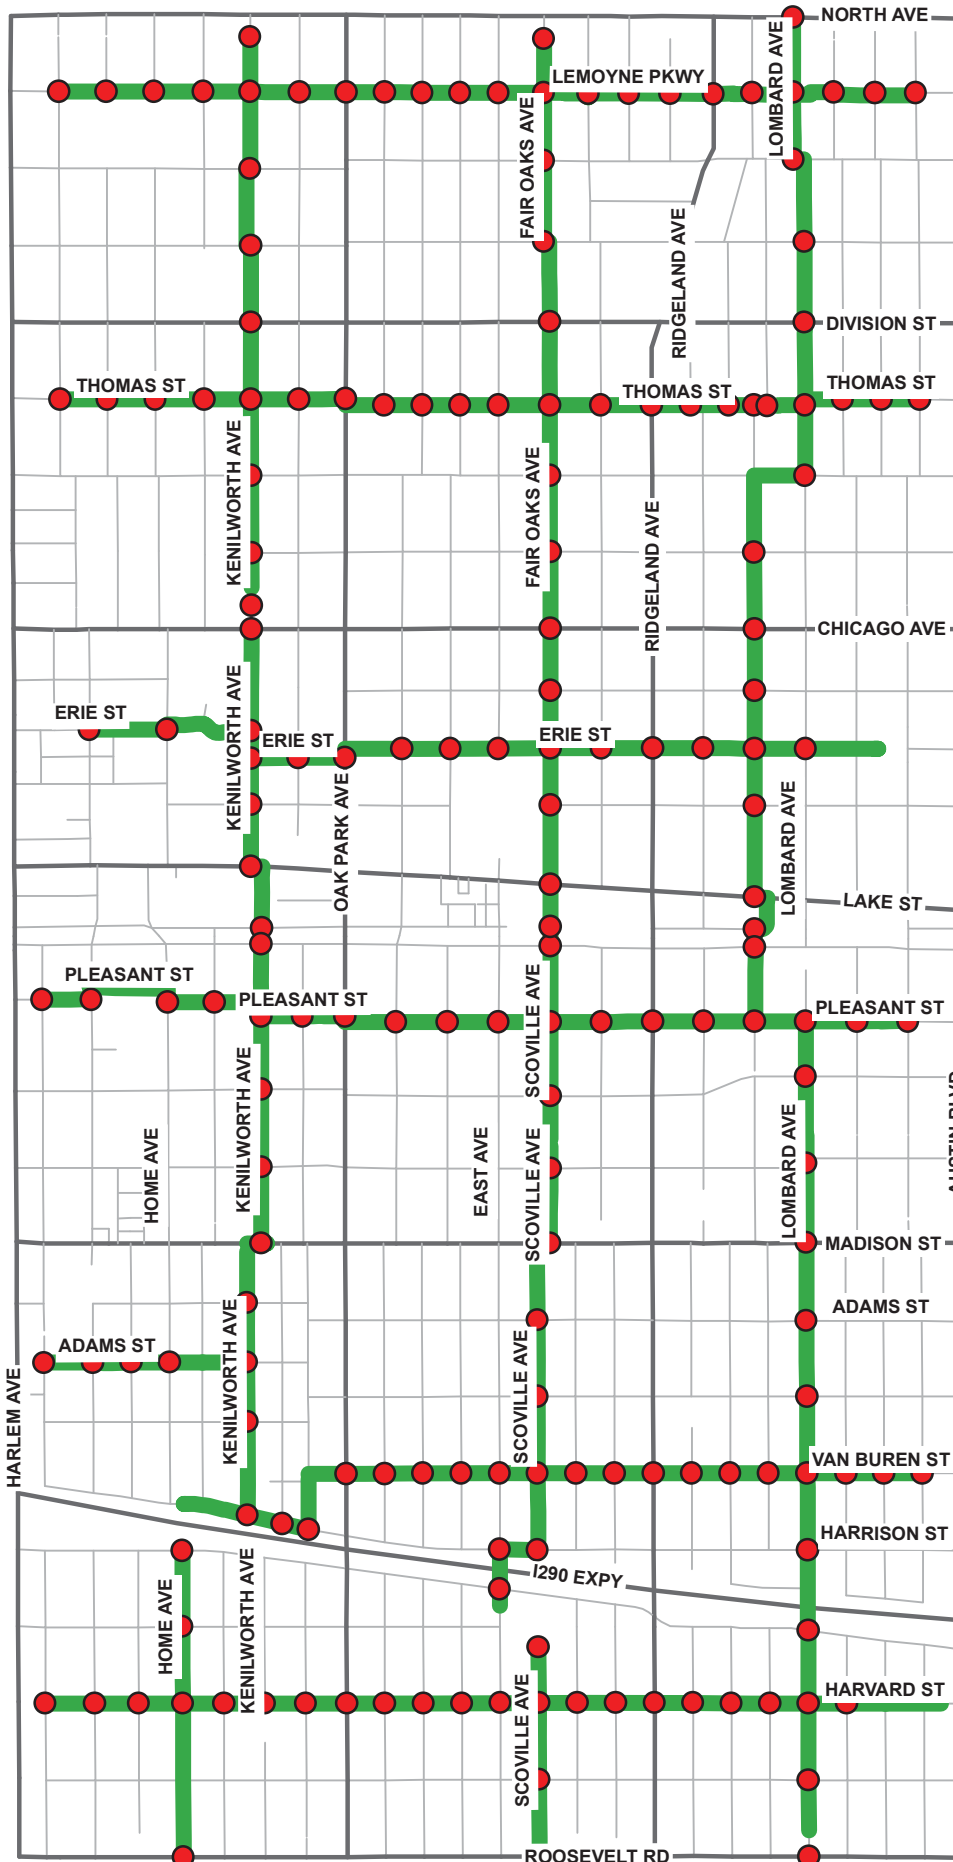 NORTH AVE
LOMBARD AVE
LEMOYNE PKWY
FAIR OAKS AVE
RIDGELAND AVE
DIVISION ST
THOMAS ST
THOMAS ST
THOMAS ST
KENILWORTH AVE
FAIR OAKS AVE
RIDGELAND AVE
CHICAGO AVE
KENILWORTH AVE
ERIE ST
ERIE ST
ERIE ST
OAK PARK AVE
LOMBARD AVE
LAKE ST
PLEASANT ST
PLEASANT ST
PLEASANT ST
SCOVILLE AVE
KENILWORTH AVE
HOME AVE
EAST AVE
SCOVILLE AVE
LOMBARD AVE
AUSTIN BLVD
MADISON ST
ADAMS ST
ADAMS ST
KENILWORTH AVE
SCOVILLE AVE
HARLEM AVE
VAN BUREN ST
HARRISON ST
I290 EXPY
HOME AVE
KENILWORTH AVE
HARVARD ST
SCOVILLE AVE
ROOSEVELT RD